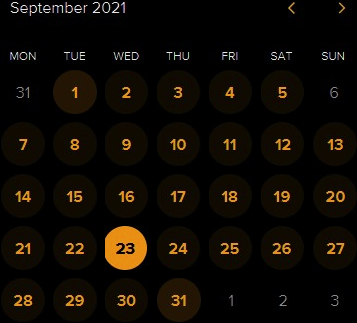 September 2021 < >
MON TUE WED THU FRI SAT SUN
31 1 2 3 4 5 6
7 8 9 10 11 12 13
14 15 16 17 18 19 20
21 22 23 24 25 26 27
28 29 30 31 1 2 3